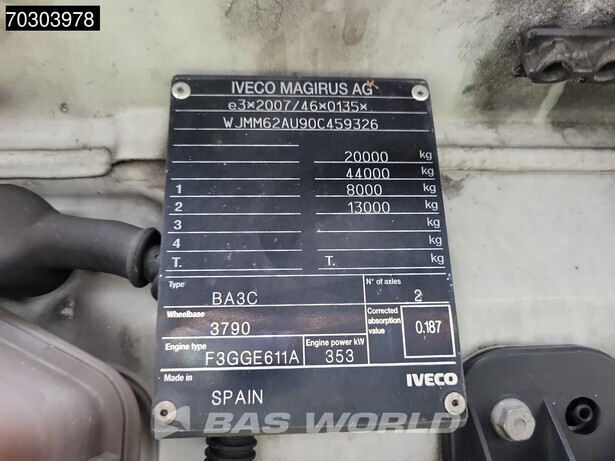 70303978
IVECO MAGIRUS AG
e3*2007/46*0135*
WJMM62AU90C459326
20000 kg
44000 kg
1 8000 kg
2 13000 kg
3 kg
4 kg
T. T. kg
Type BA3C N° of axles 2
Wheelbase 3790 Corrected absorption value 0.187
Engine type F3GGE611A Engine power kW 353
Made in SPAIN IVECO
BAS WORLD